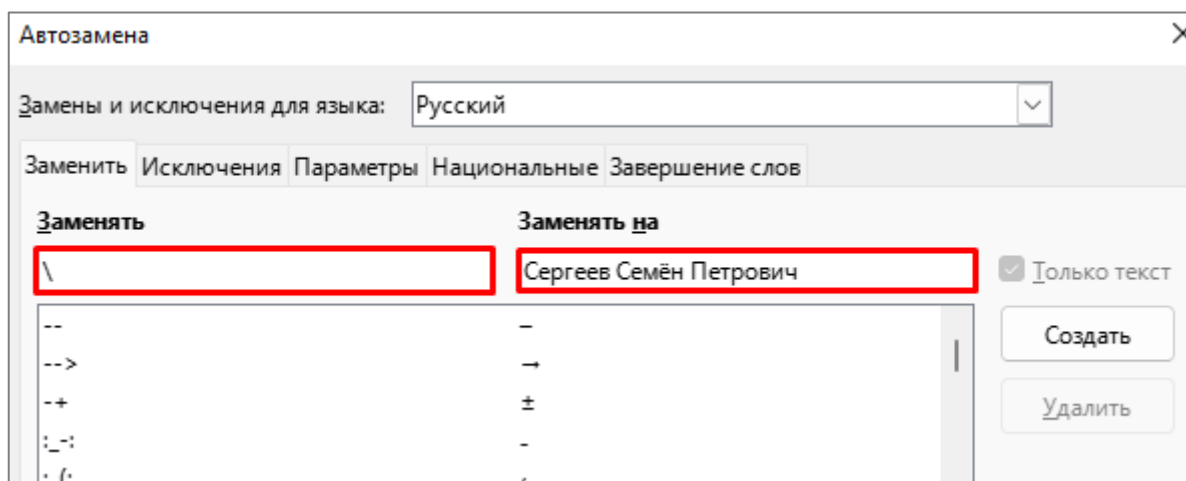 Автозамена
Замены и исключения для языка: Русский
Заменить Исключения Параметры Национальные Завершение слов
Заменять Заменять на
\ Сергеев Семён Петрович Только текст
-- –
Создать
--> →
-+ ±
Удалить
:_-: -